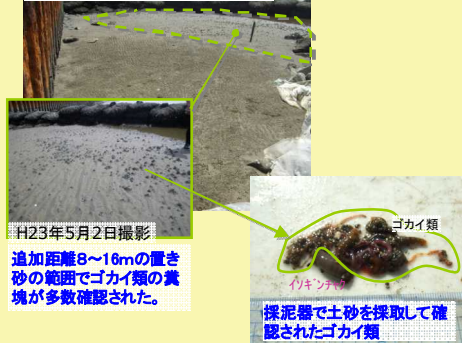 H23年5月2日撮影
追加距離8～16mの置き
砂の範囲でゴカイ類の糞
塊が多数確認された。
ゴカイ類
ｲｿｷﾞﾝﾁｬｸ
採泥器で土砂を採取して確
認されたゴカイ類